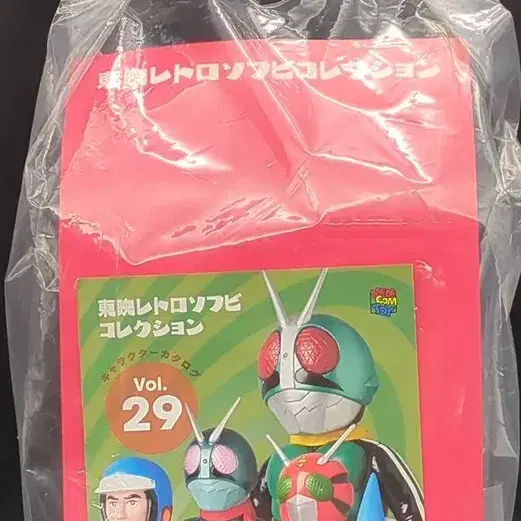 東映レトロソフビコレクション
東映レトロソフビ
コレクション
MEDI
COM
TOY
キャラクターカタログ
Vol.
29